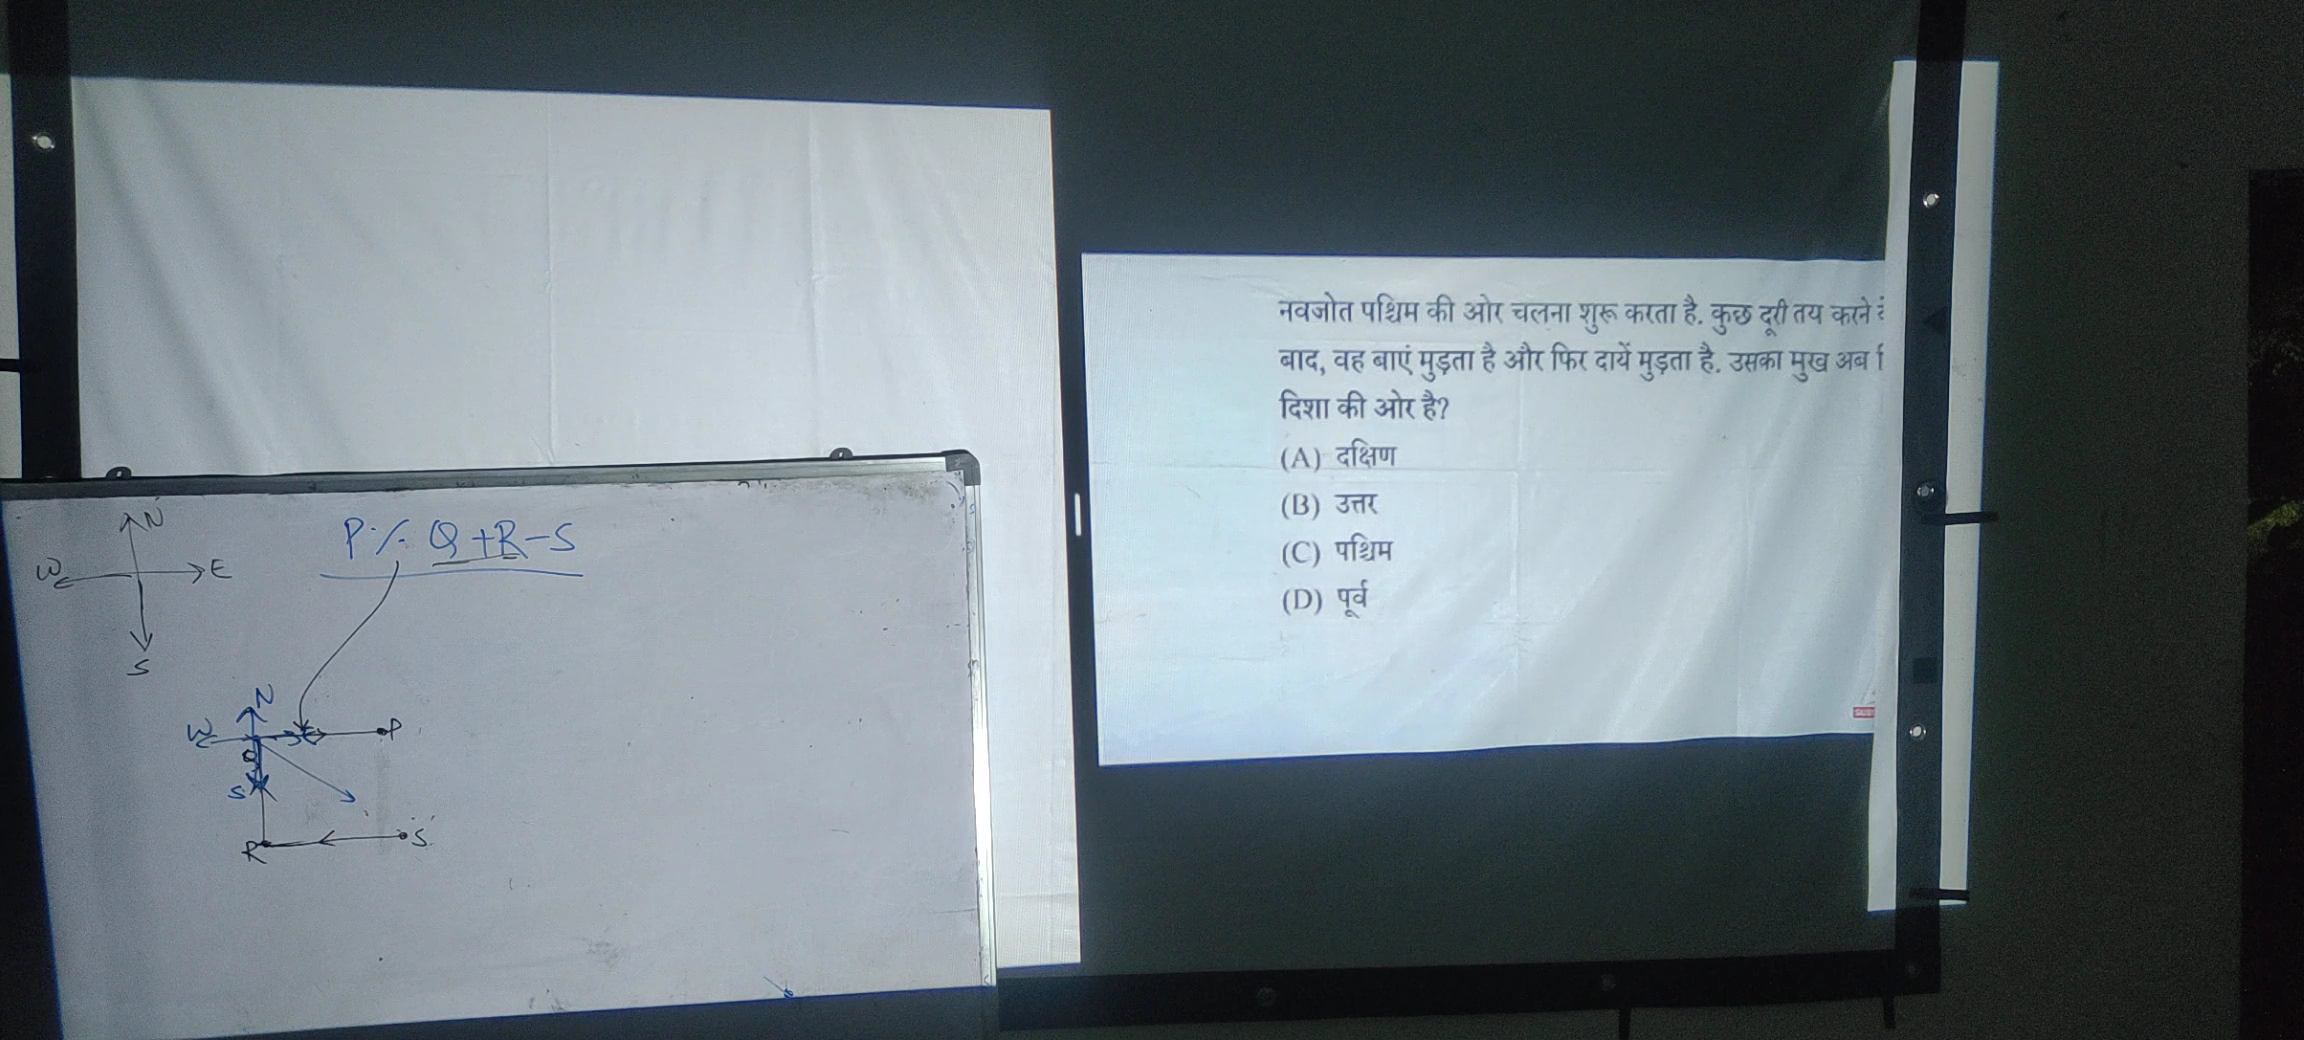 नवजोत पश्चिम की ओर चलना शुरू करता है. कुछ दूरी तय करने
बाद, वह बाएं मुड़ता है और फिर दायें मुड़ता है. उसका मुख अब
दिशा की ओर है?
(A) दक्षिण
(B) उत्तर
(C) पश्चिम
(D) पूर्व
N
W E
S
P % Q + R - S
N
W P
Q
S
R S